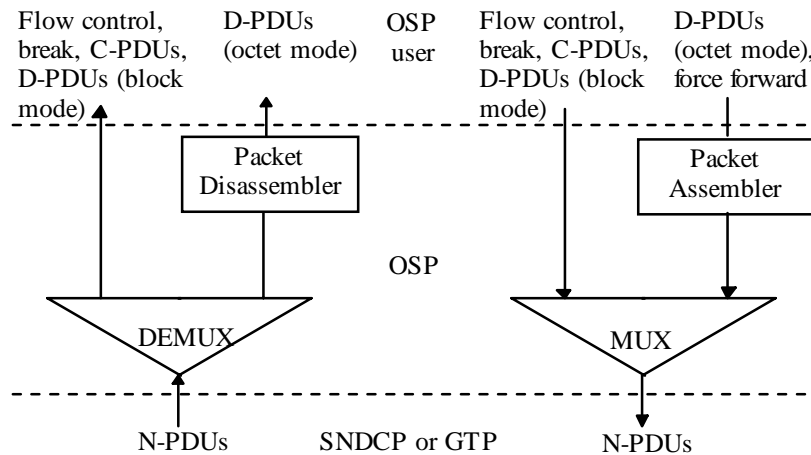 Flow control,
break, C-PDUs,
D-PDUs (block
mode)
D-PDUs
(octet mode)
OSP
user
Flow control,
break, C-PDUs,
D-PDUs (block
mode)
D-PDUs
(octet mode),
force forward
Packet
Disassembler
Packet
Assembler
OSP
DEMUX
MUX
N-PDUs
SNDCP or GTP
N-PDUs